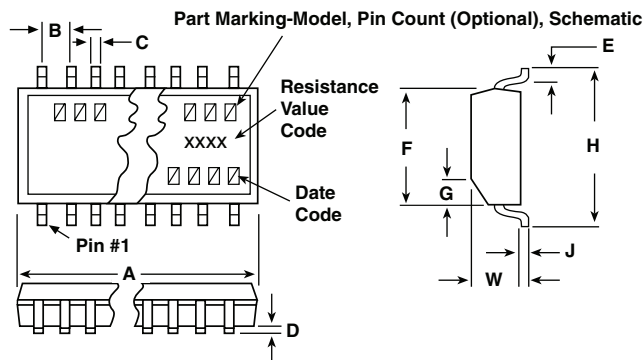 Part Marking-Model, Pin Count (Optional), Schematic
B
C
E
Resistance
Value
Code
XXXX
F
H
G
Date
Code
Pin #1
J
A
W
D